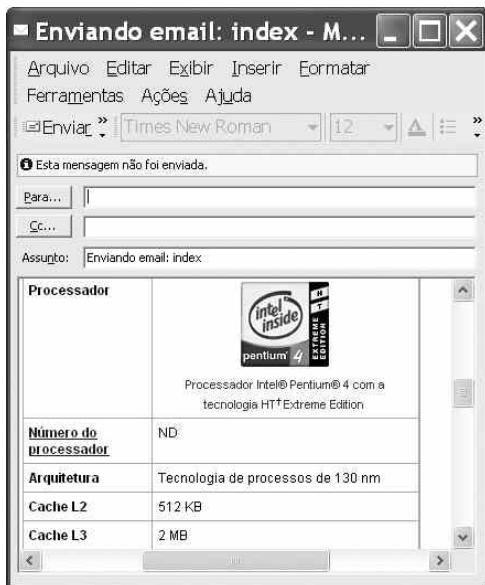 Enviando email: index - M...
Arquivo Editar Exibir Inserir Formatar
Ferramentas Ações Ajuda
Enviar Times New Roman 12 A
Esta mensagem não foi enviada.
Para...
Cc...
Assunto: Enviando email: index
Processador
intel
inside
pentium 4
HT
EXTREME
EDITION
Processador Intel® Pentium® 4 com a
tecnologia HT† Extreme Edition
Número do
processador
ND
Arquitetura
Tecnologia de processos de 130 nm
Cache L2
512 KB
Cache L3
2 MB